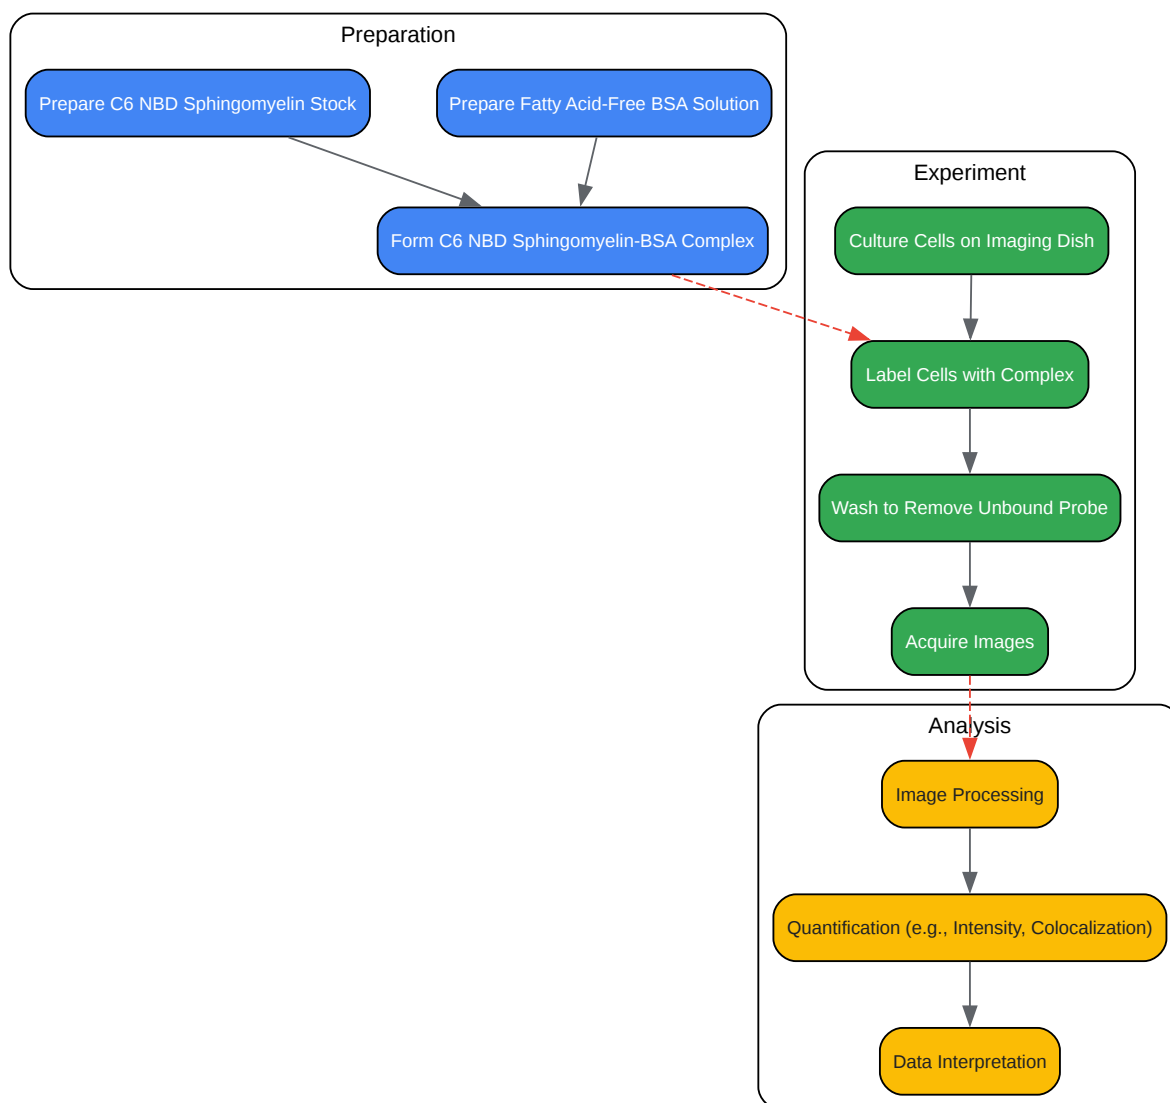 Preparation
Prepare C6 NBD Sphingomyelin Stock
Prepare Fatty Acid-Free BSA Solution
Form C6 NBD Sphingomyelin-BSA Complex
Experiment
Culture Cells on Imaging Dish
Label Cells with Complex
Wash to Remove Unbound Probe
Acquire Images
Analysis
Image Processing
Quantification (e.g., Intensity, Colocalization)
Data Interpretation